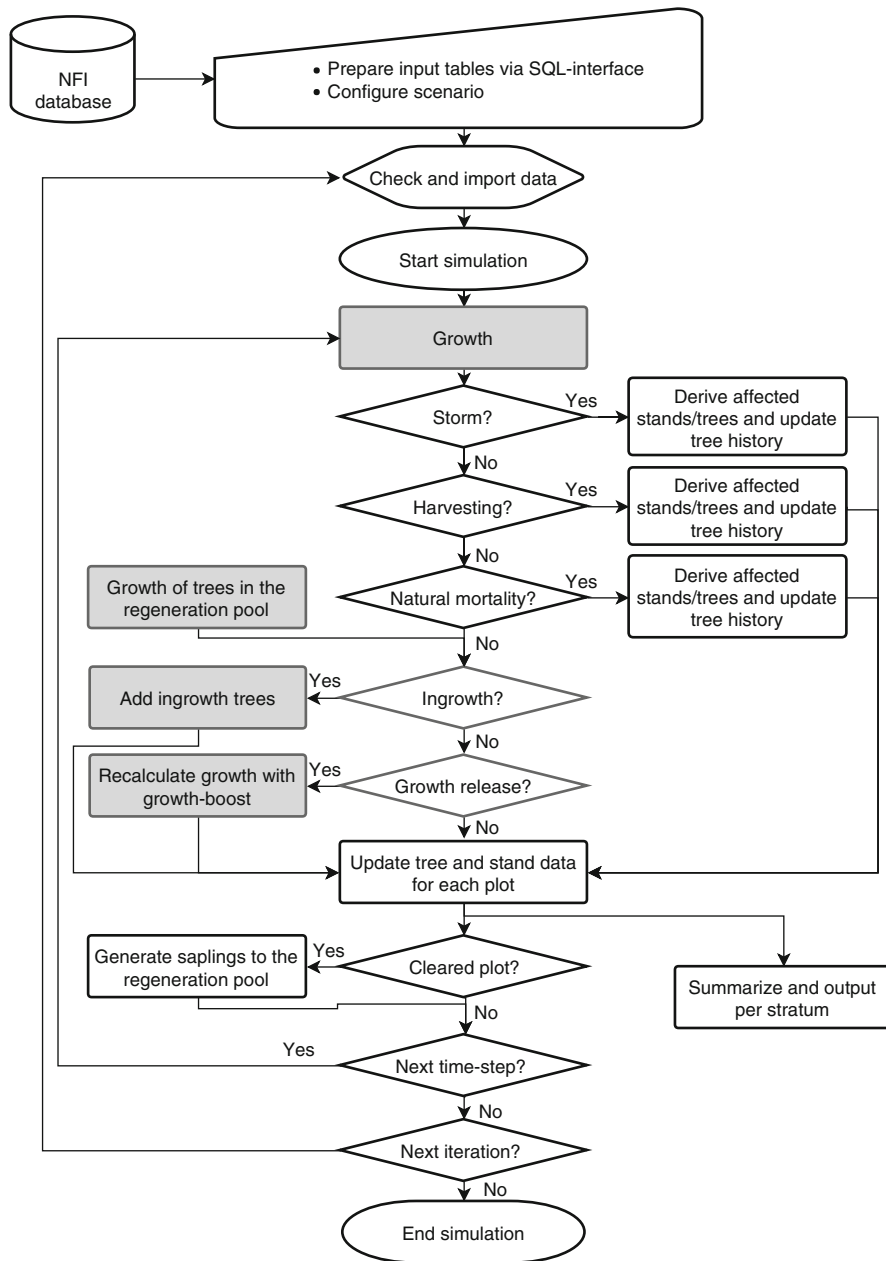 NFI
database
• Prepare input tables via SQL-interface
• Configure scenario
Check and import data
Start simulation
Growth
Storm?
Yes
Derive affected
stands/trees and update
tree history
No
Harvesting?
Yes
Derive affected
stands/trees and update
tree history
No
Growth of trees in the
regeneration pool
Natural mortality?
Yes
Derive affected
stands/trees and update
tree history
No
Add ingrowth trees
Yes
Ingrowth?
No
Recalculate growth with
growth-boost
Yes
Growth release?
No
Update tree and stand data
for each plot
Generate saplings to the
regeneration pool
Yes
Cleared plot?
Summarize and output
per stratum
No
Yes
Next time-step?
No
Next iteration?
No
End simulation